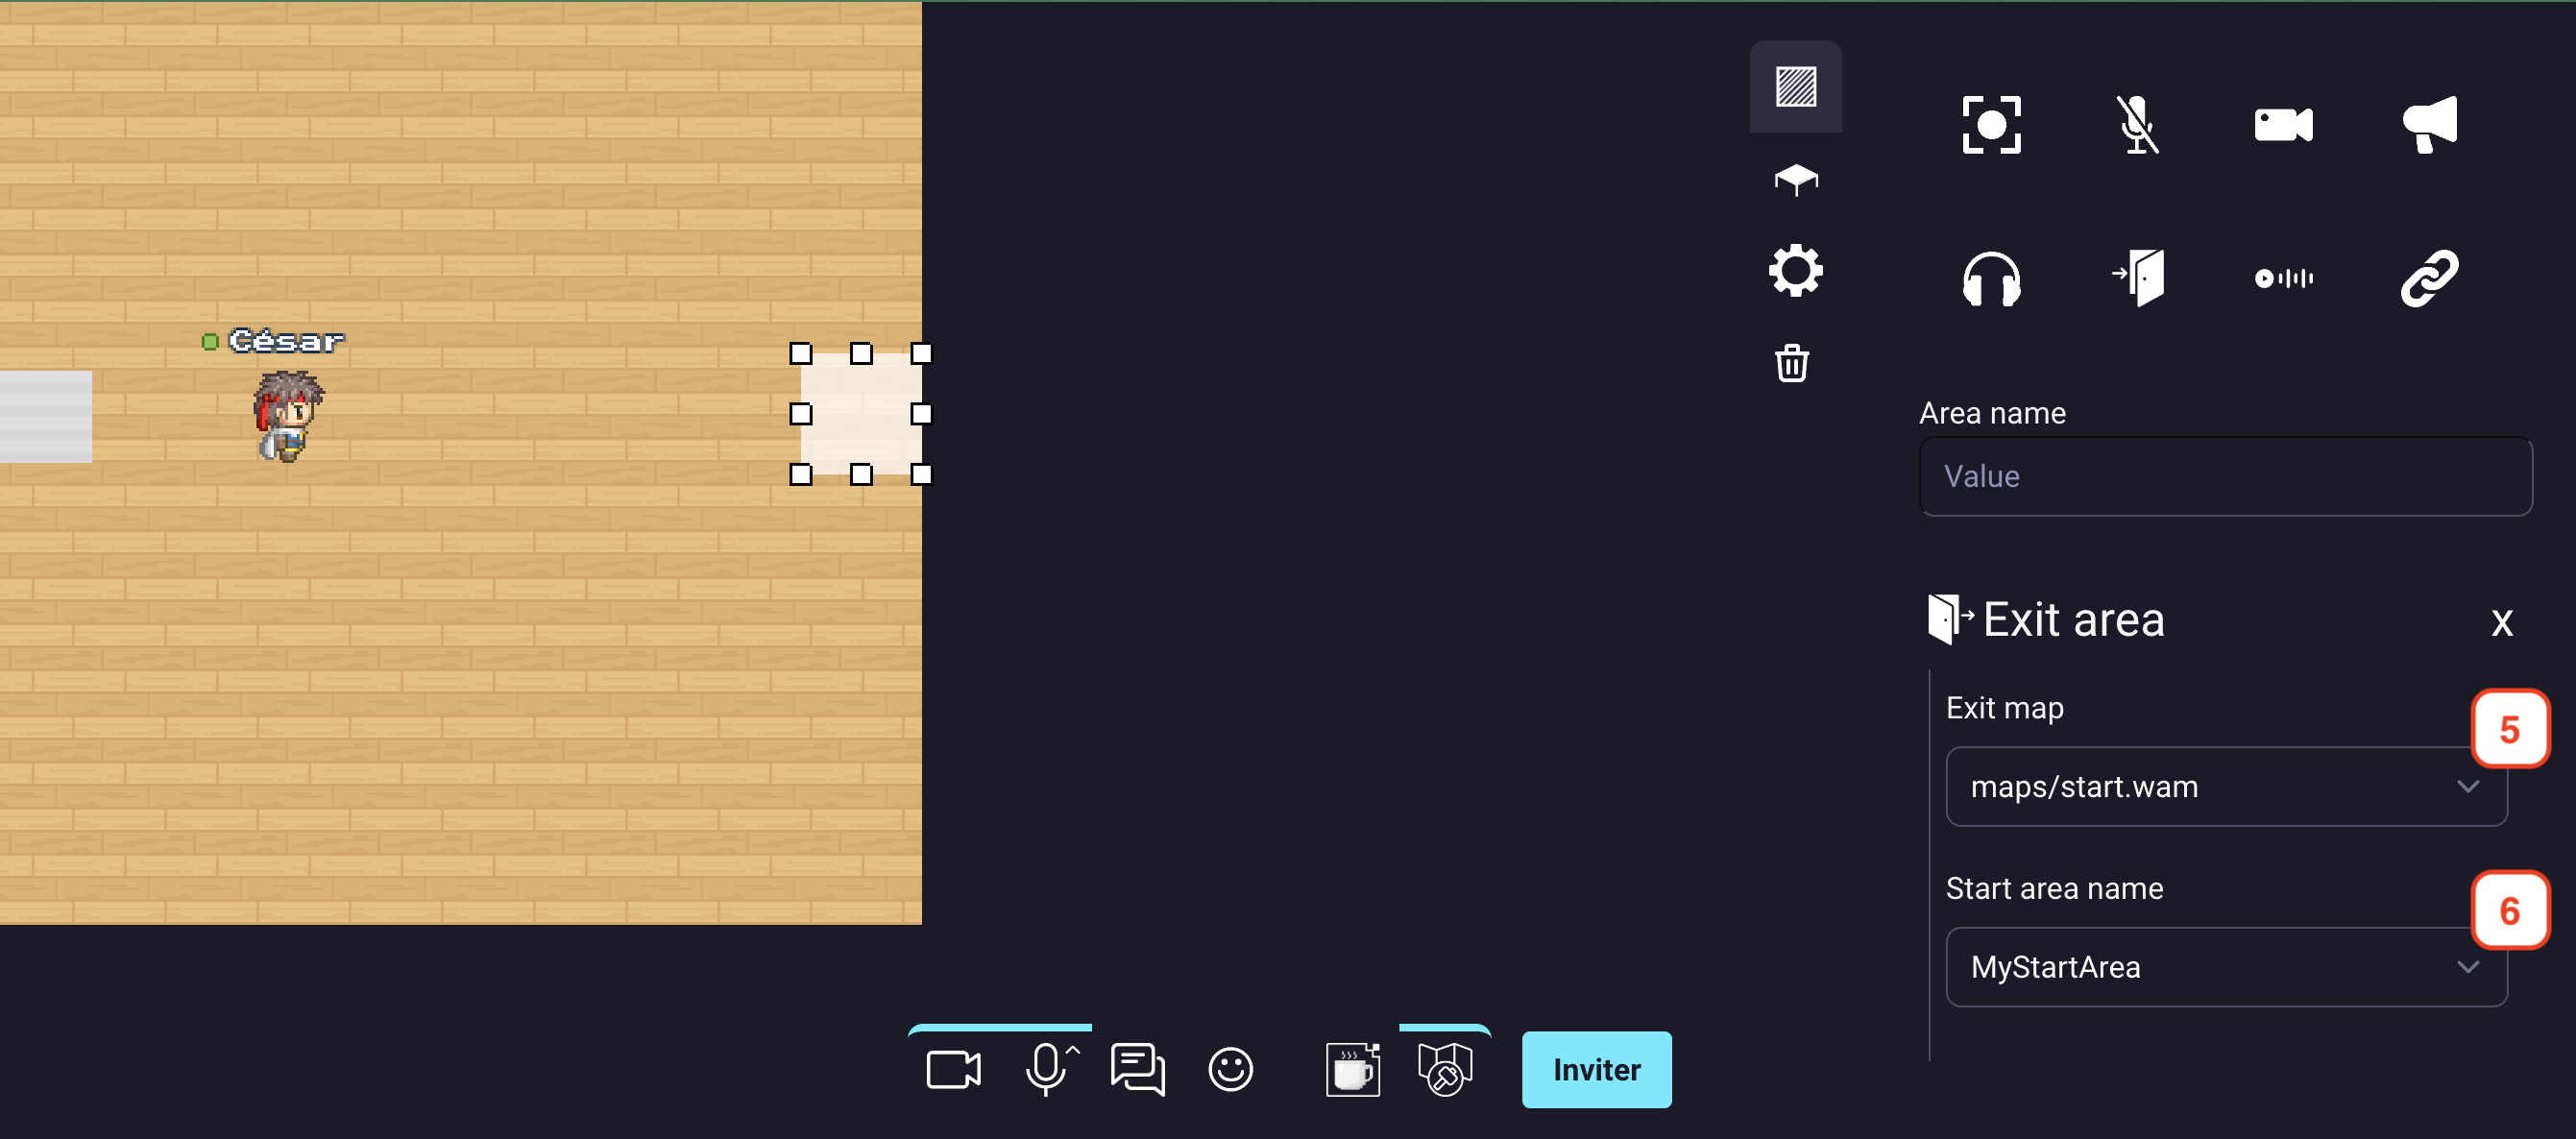 César
Area name
Value
Exit area
x
Exit map
5
maps/start.wam
Start area name
6
MyStartArea
Inviter